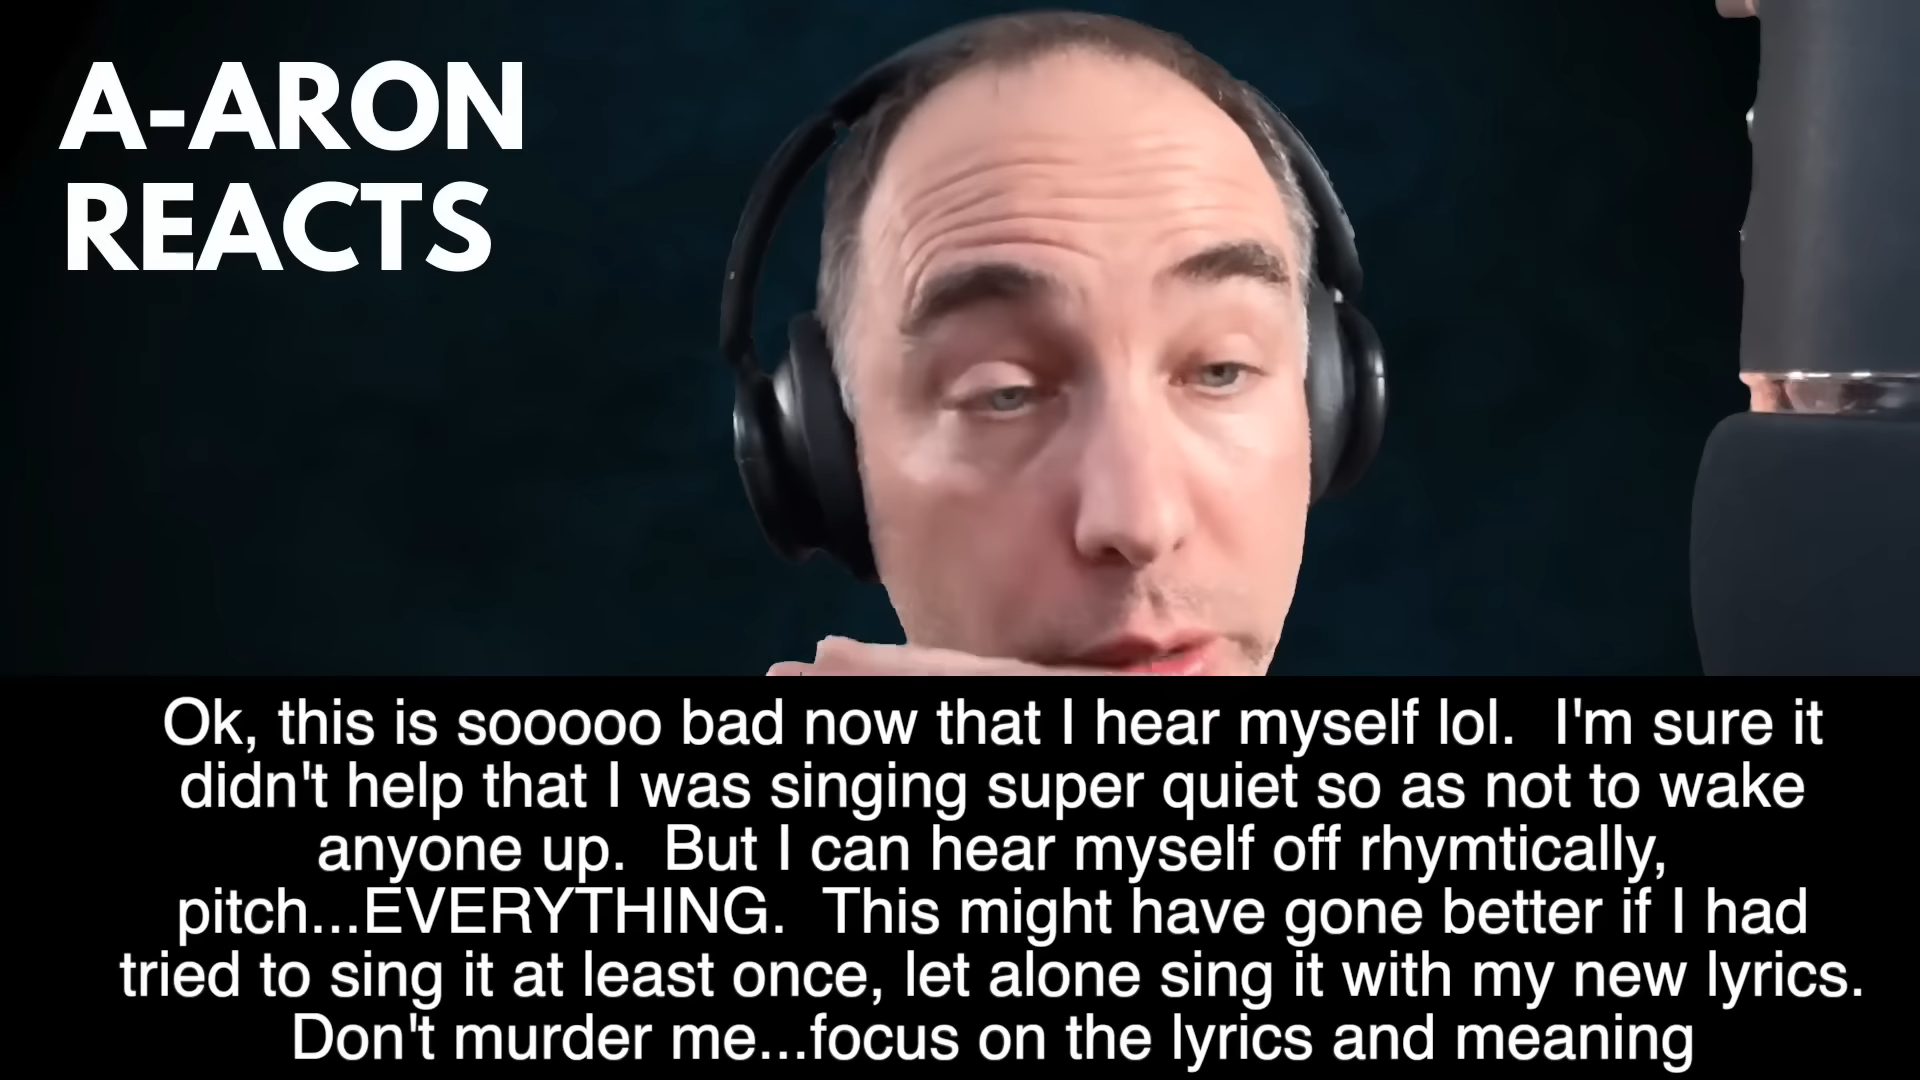 A-ARON
REACTS
Ok, this is sooooo bad now that I hear myself lol.  I'm sure it
didn't help that I was singing super quiet so as not to wake
anyone up.  But I can hear myself off rhymtically,
pitch...EVERYTHING.  This might have gone better if I had
tried to sing it at least once, let alone sing it with my new lyrics.
Don't murder me...focus on the lyrics and meaning